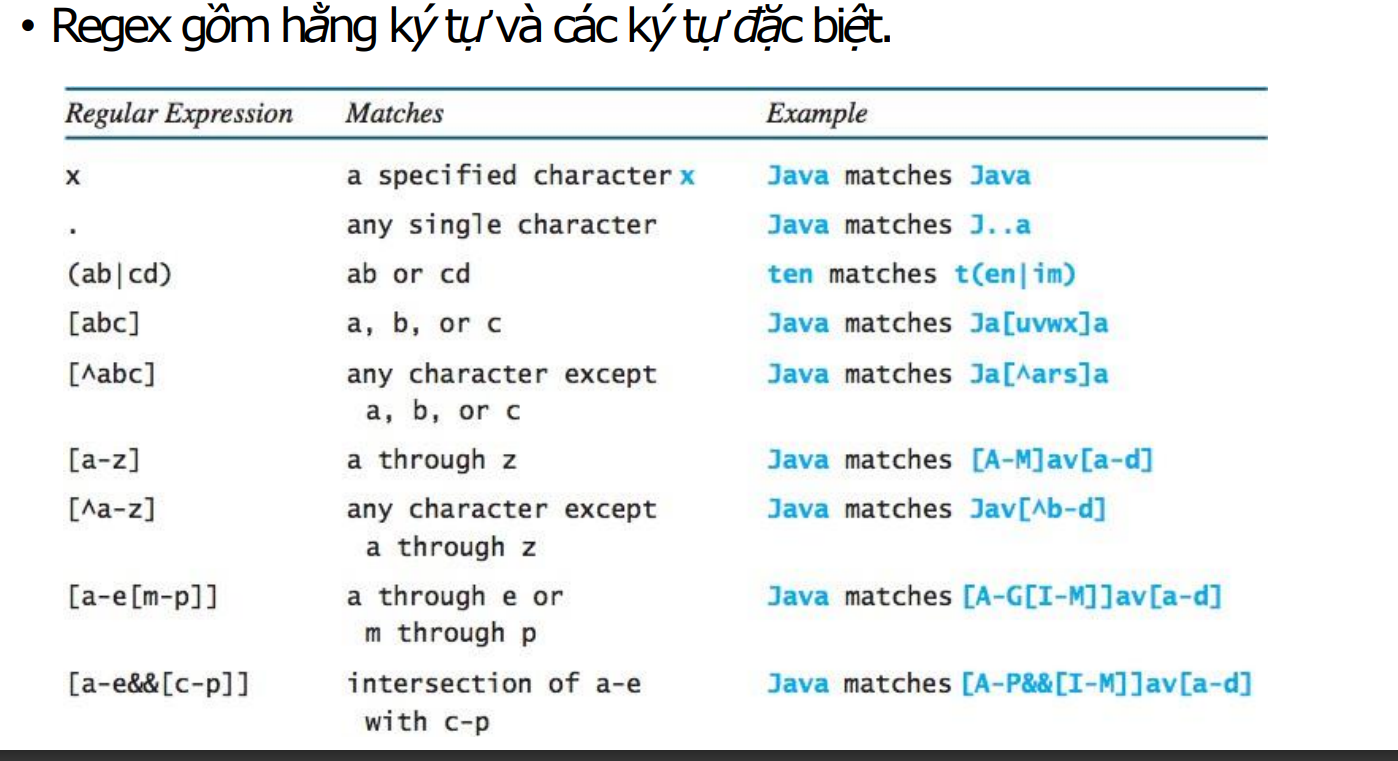 • Regex gồm hằng ký tự và các ký tự đặc biệt.
Regular Expression Matches Example
x a specified character x Java matches Java
. any single character Java matches J..a
(ab|cd) ab or cd ten matches t(en|im)
[abc] a, b, or c Java matches Ja[uvwx]a
[^abc] any character except Java matches Ja[^ars]a
a, b, or c
[a-z] a through z Java matches [A-M]av[a-d]
[^a-z] any character except Java matches Jav[^b-d]
a through z
[a-e[m-p]] a through e or Java matches [A-G[I-M]]av[a-d]
m through p
[a-e&&[c-p]] intersection of a-e Java matches [A-P&&[I-M]]av[a-d]
with c-p